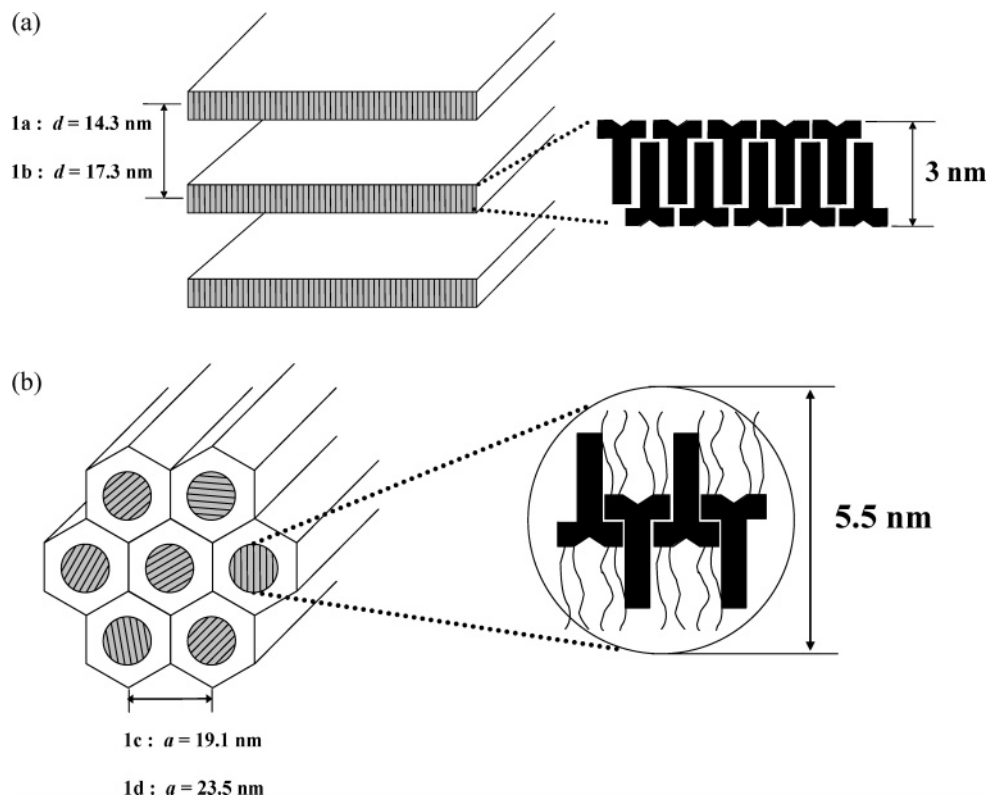 (a)
1a : d = 14.3 nm
1b : d = 17.3 nm
3 nm
(b)
5.5 nm
1c : a = 19.1 nm
1d : a = 23.5 nm